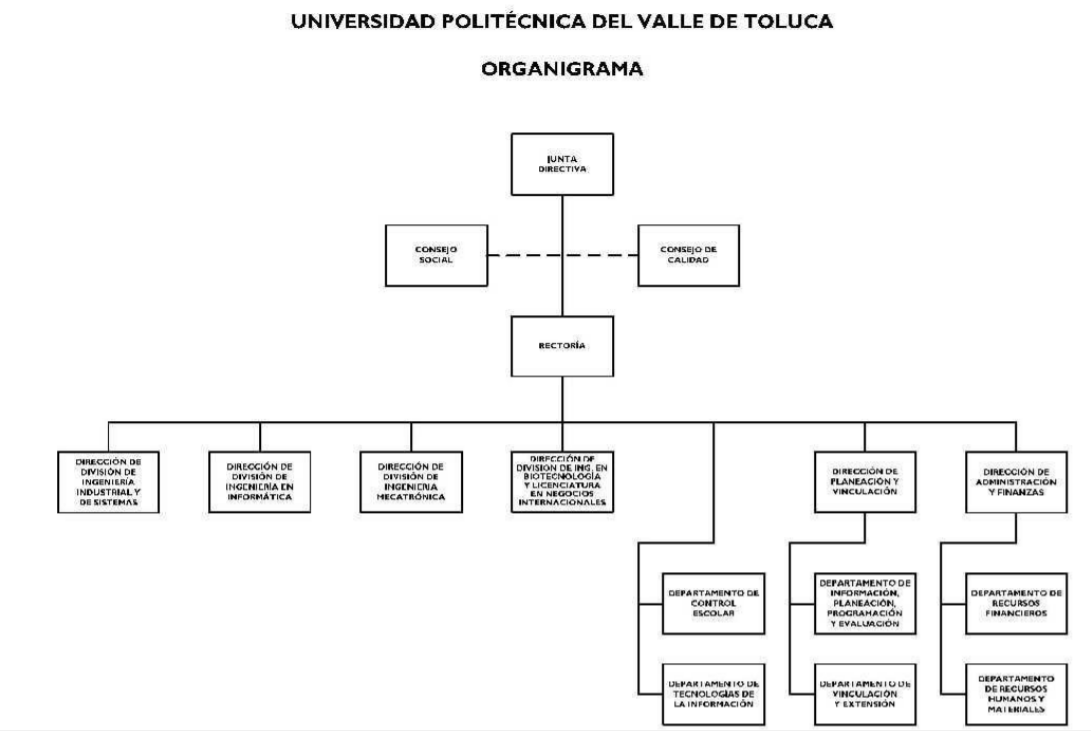 UNIVERSIDAD POLITÉCNICA DEL VALLE DE TOLUCA
ORGANIGRAMA
JUNTA
DIRECTIVA
CONSEJO
SOCIAL
CONSEJO DE
CALIDAD
RECTORÍA
DIRECCIÓN DE
DIVISIÓN DE
INGENIERÍA
INDUSTRIAL Y
DE SISTEMAS
DIRECCIÓN DE
DIVISIÓN DE
INGENIERÍA EN
INFORMÁTICA
DIRECCIÓN DE
DIVISIÓN DE
INGENIERIA
MECATRÓNICA
DIRECCIÓN DE
DIVISION DE ING. EN
BIOTECNOLOGÍA
Y LICENCIATURA
EN NEGOCIOS
INTERNACIONALES
DIRECCIÓN DE
PLANEACIÓN Y
VINCULACIÓN
DIRECCIÓN DE
ADMINISTRACIÓN
Y FINANZAS
DEPARTAMENTO DE
CONTROL
ESCOLAR
DEPARTAMENTO DE
INFORMACIÓN,
PLANEACIÓN,
PROGRAMACIÓN
Y EVALUACIÓN
DEPARTAMENTO DE
RECURSOS
FINANCIEROS
DEPARTAMENTO DE
TECNOLOGÍAS DE
LA INFORMACIÓN
DEPARTAMENTO DE
VINCULACIÓN
Y EXTENSIÓN
DEPARTAMENTO
DE RECURSOS
HUMANOS Y
MATERIALES